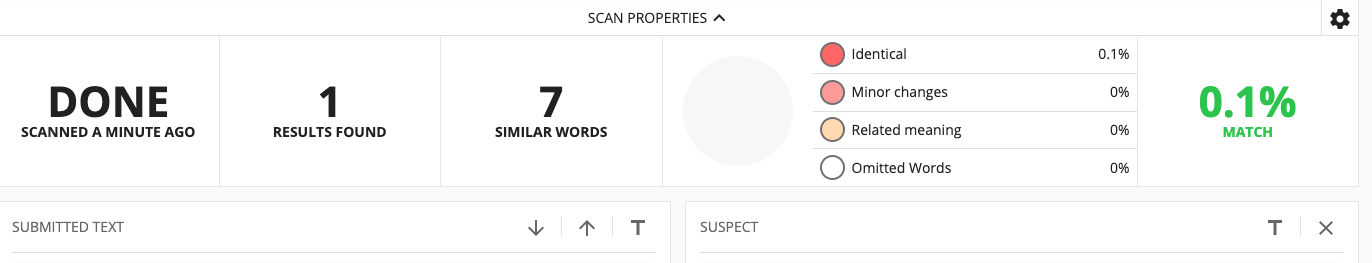 SCAN PROPERTIES
DONE
SCANNED A MINUTE AGO
1
RESULTS FOUND
7
SIMILAR WORDS
Identical 0.1%
Minor changes 0%
Related meaning 0%
Omitted Words 0%
0.1%
MATCH
SUBMITTED TEXT
SUSPECT